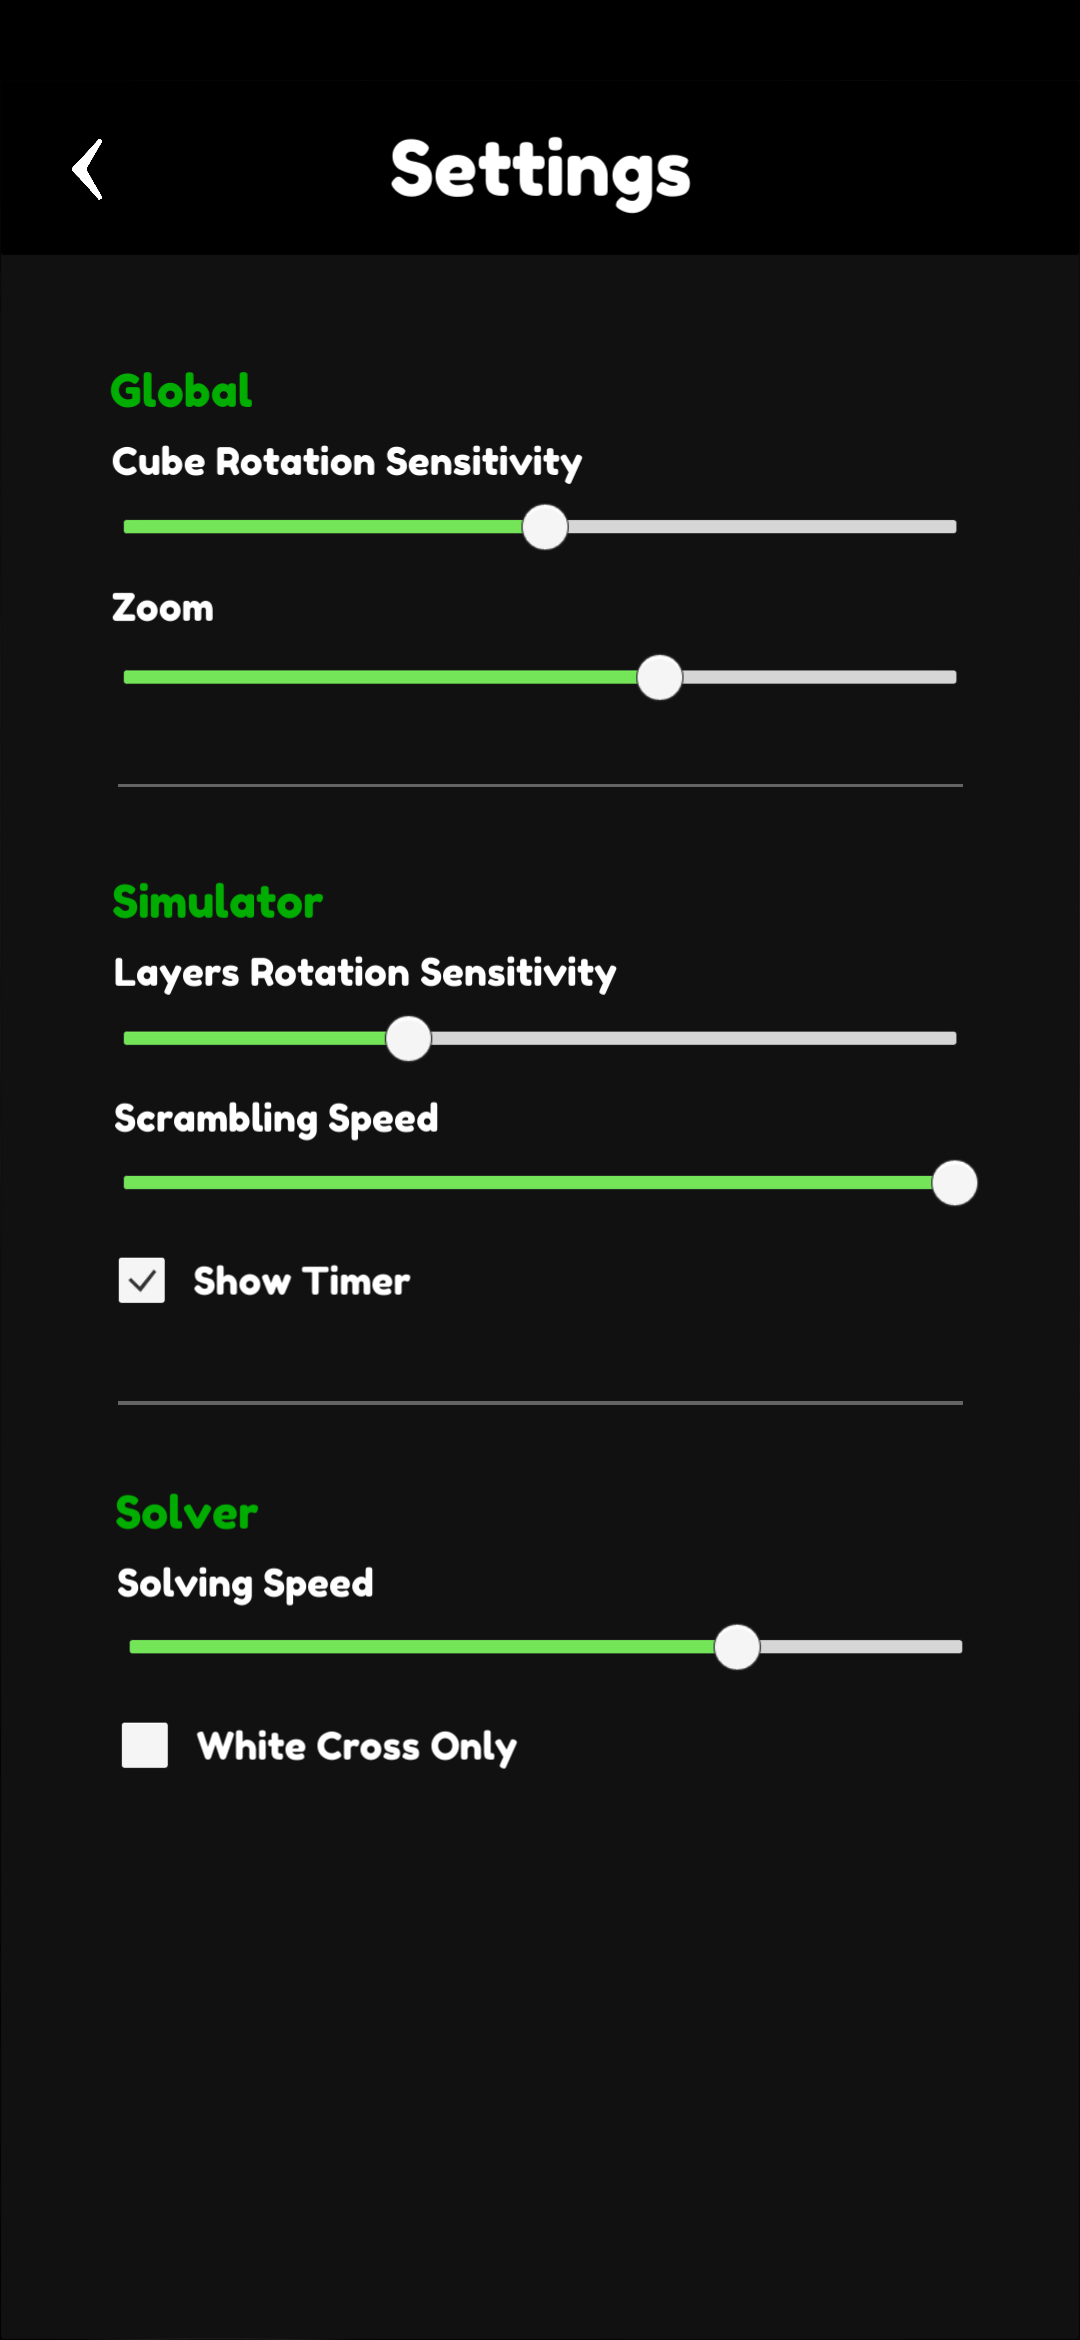 Settings
Global
Cube Rotation Sensitivity
Zoom
Simulator
Layers Rotation Sensitivity
Scrambling Speed
Show Timer
Solver
Solving Speed
White Cross Only